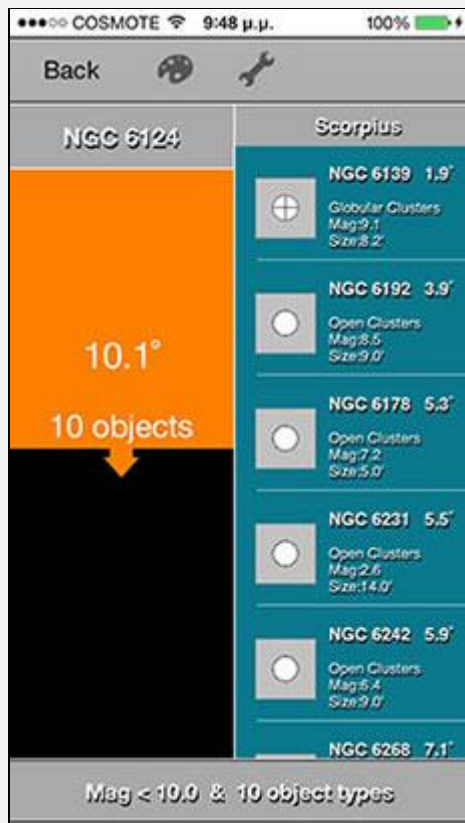 COSMOTE 9:48 μ.μ. 100%
Back
NGC 6124
10.1°
10 objects
Scorpius
NGC 6139 1.9°
Globular Clusters
Mag:9.1
Size:8.2'
NGC 6192 3.9°
Open Clusters
Mag:8.5
Size:9.0'
NGC 6178 5.3°
Open Clusters
Mag:7.2
Size:5.0'
NGC 6231 5.5°
Open Clusters
Mag:2.6
Size:14.0'
NGC 6242 5.9°
Open Clusters
Mag:6.4
Size:9.0'
NGC 6268 7.1°
Mag < 10.0 & 10 object types